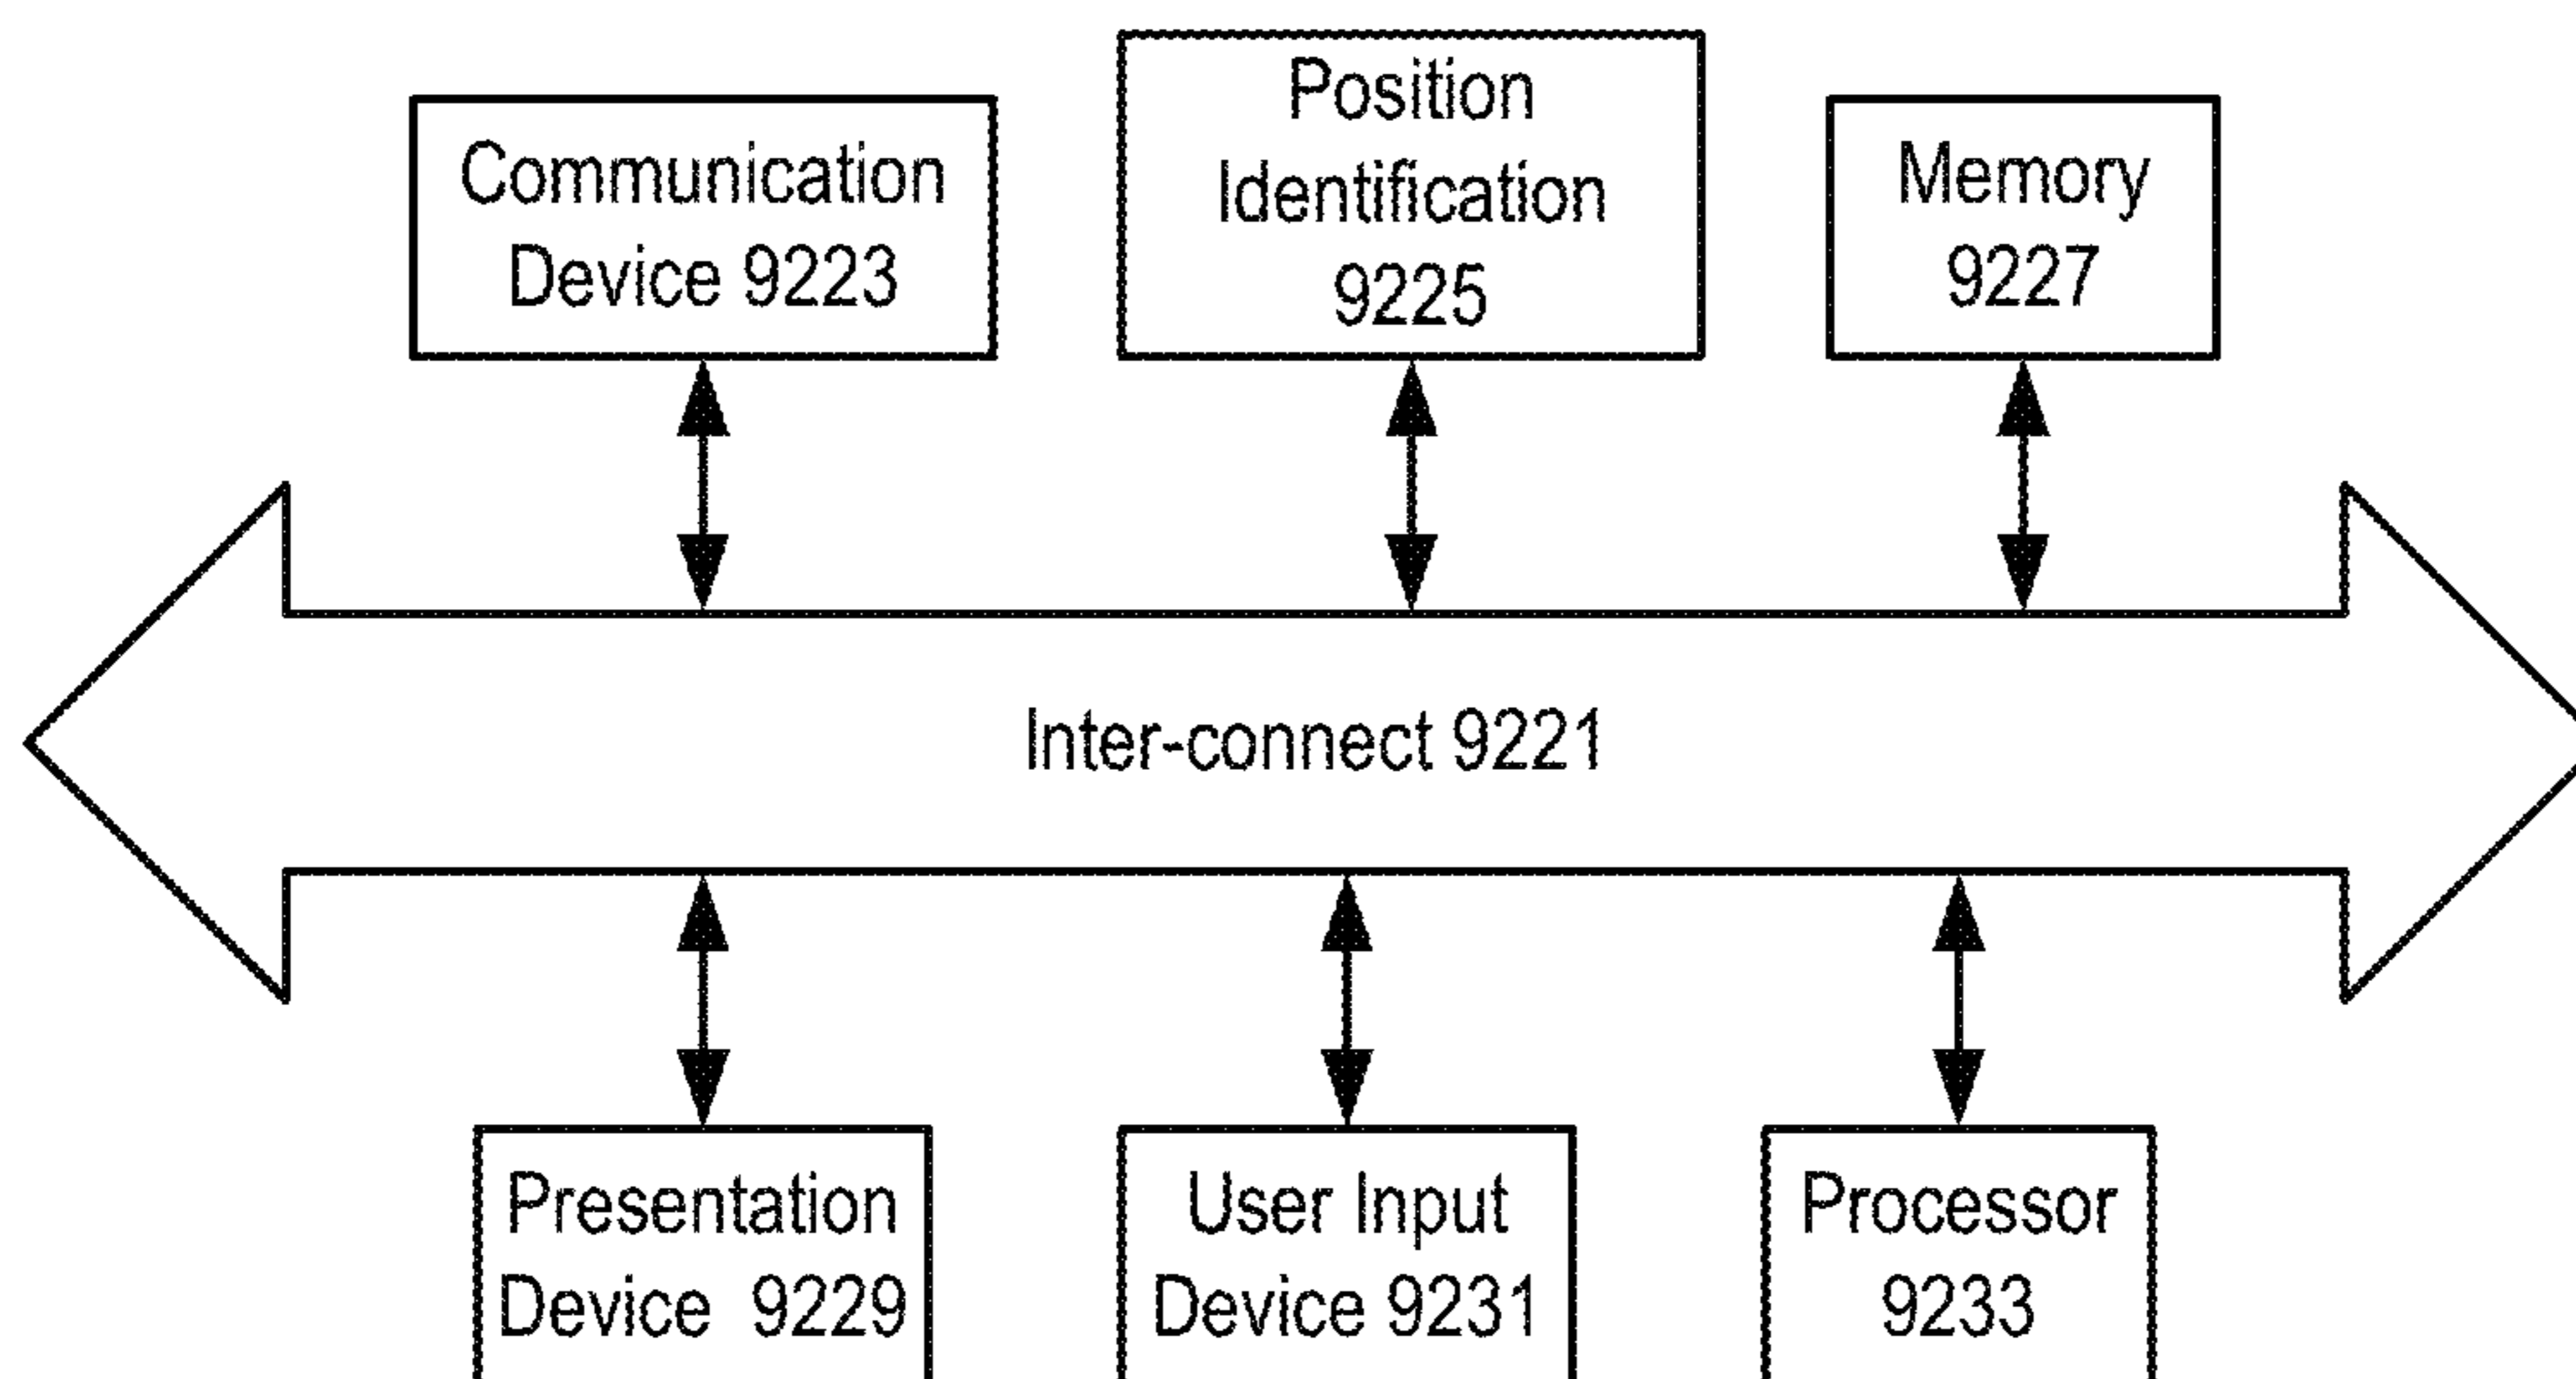 Communication
Device 9223
Position
Identification
9225
Memory
9227
Inter-connect 9221
Presentation
Device 9229
User Input
Device 9231
Processor
9233